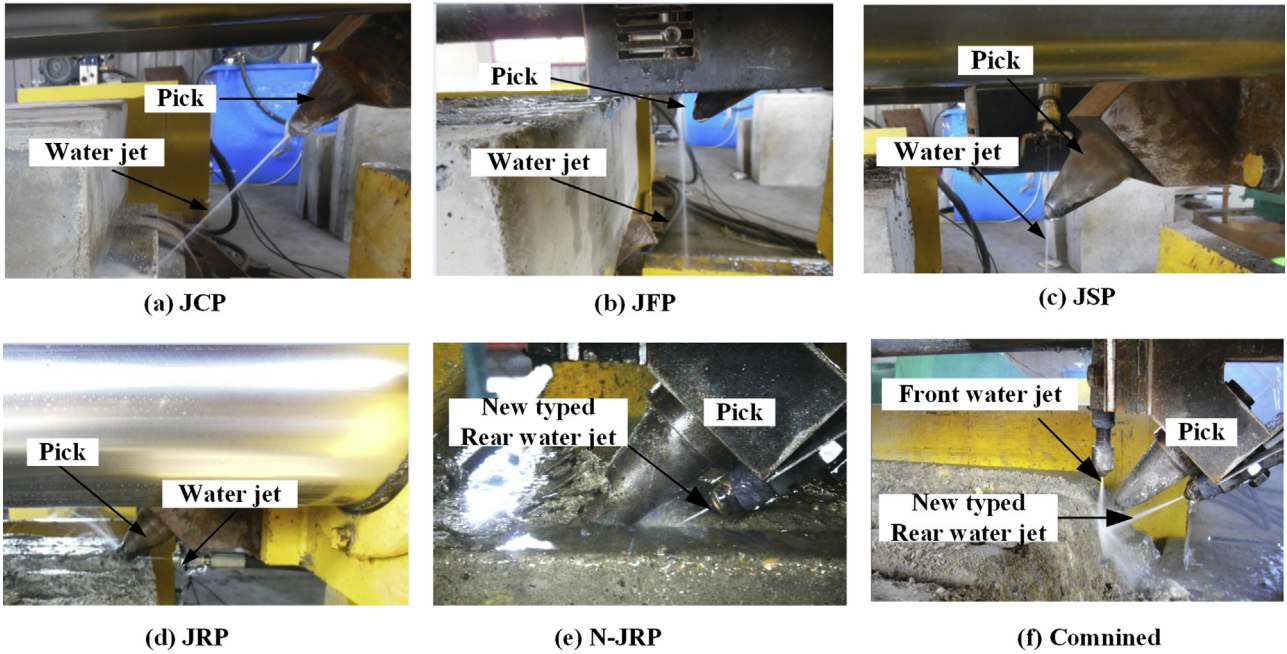 Pick
Water jet
(a) JCP
Pick
Water jet
(b) JFP
Pick
Water jet
(c) JSP
Pick
Water jet
(d) JRP
New typed
Rear water jet
Pick
(e) N-JRP
Front water jet
Pick
New typed
Rear water jet
(f) Comnined